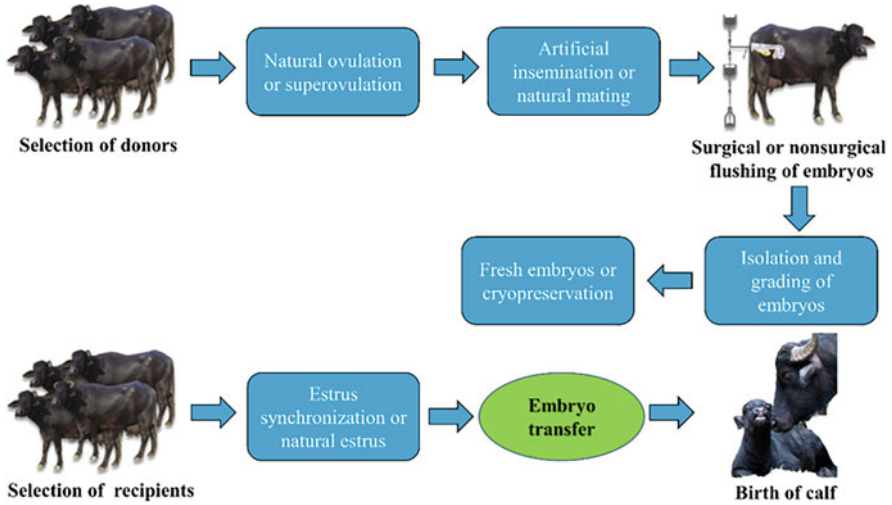 Selection of donors
Natural ovulation
or superovulation
Artificial
insemination or
natural mating
Surgical or nonsurgical
flushing of embryos
Isolation and
grading of
embryos
Fresh embryos or
cryopreservation
Selection of recipients
Estrus
synchronization or
natural estrus
Embryo
transfer
Birth of calf